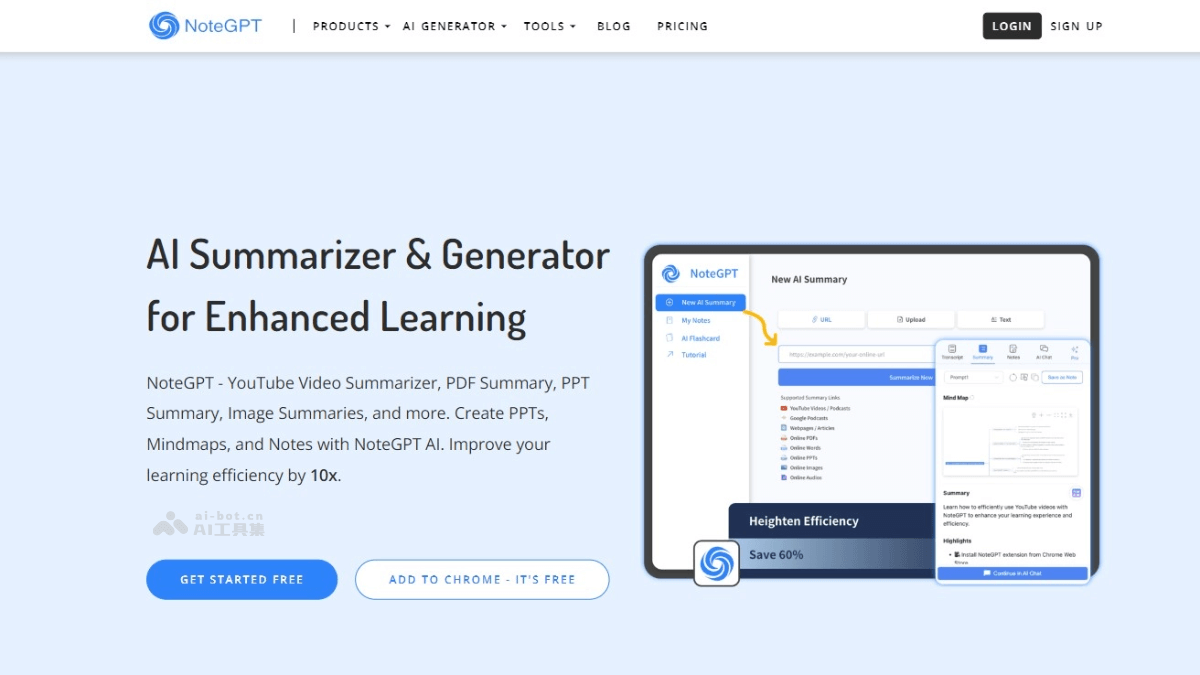 NoteGPT
PRODUCTS
AI GENERATOR
TOOLS
BLOG
PRICING
LOGIN
SIGN UP
AI Summarizer & Generator
for Enhanced Learning
NoteGPT - YouTube Video Summarizer, PDF Summary, PPT
Summary, Image Summaries, and more. Create PPTs,
Mindmaps, and Notes with NoteGPT AI. Improve your
learning efficiency by 10x.
ai-bot.cn
AI工具集
GET STARTED FREE
ADD TO CHROME - IT'S FREE
NoteGPT
New AI Summary
My Notes
AI Flashcard
Tutorial
New AI Summary
URL
Upload
Text
https://example.com/your-online-url
Summarize Now
Supported Summary Links:
YouTube Videos / Podcasts
Google Podcasts
Webpages / Articles
Online PDFs
Online Words
Online PPTs
Online Images
Online Audios
Heighten Efficiency
Save 60%
Transcript
Summary
Notes
AI Chat
Pro
Prompt1
Save as Note
Mind Map
Summary
Learn how to efficiently use YouTube videos with
NoteGPT to enhance your learning experience and
efficiency.
Highlights
Install NoteGPT extension from Chrome Web
Continue in AI Chat